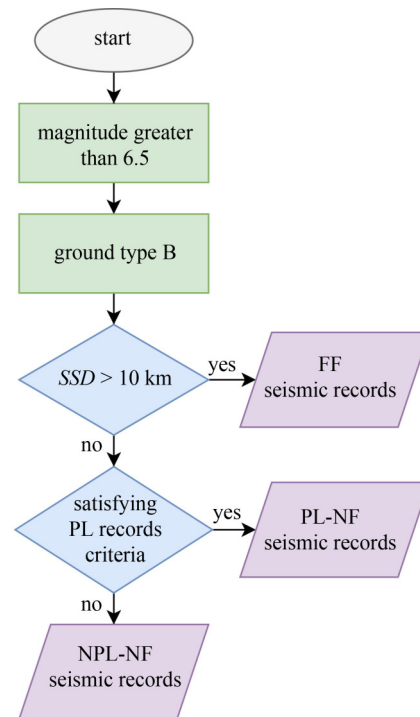 start
magnitude greater
than 6.5
ground type B
SSD > 10 km
yes
FF
seismic records
no
satisfying
PL records
criteria
yes
PL-NF
seismic records
no
NPL-NF
seismic records